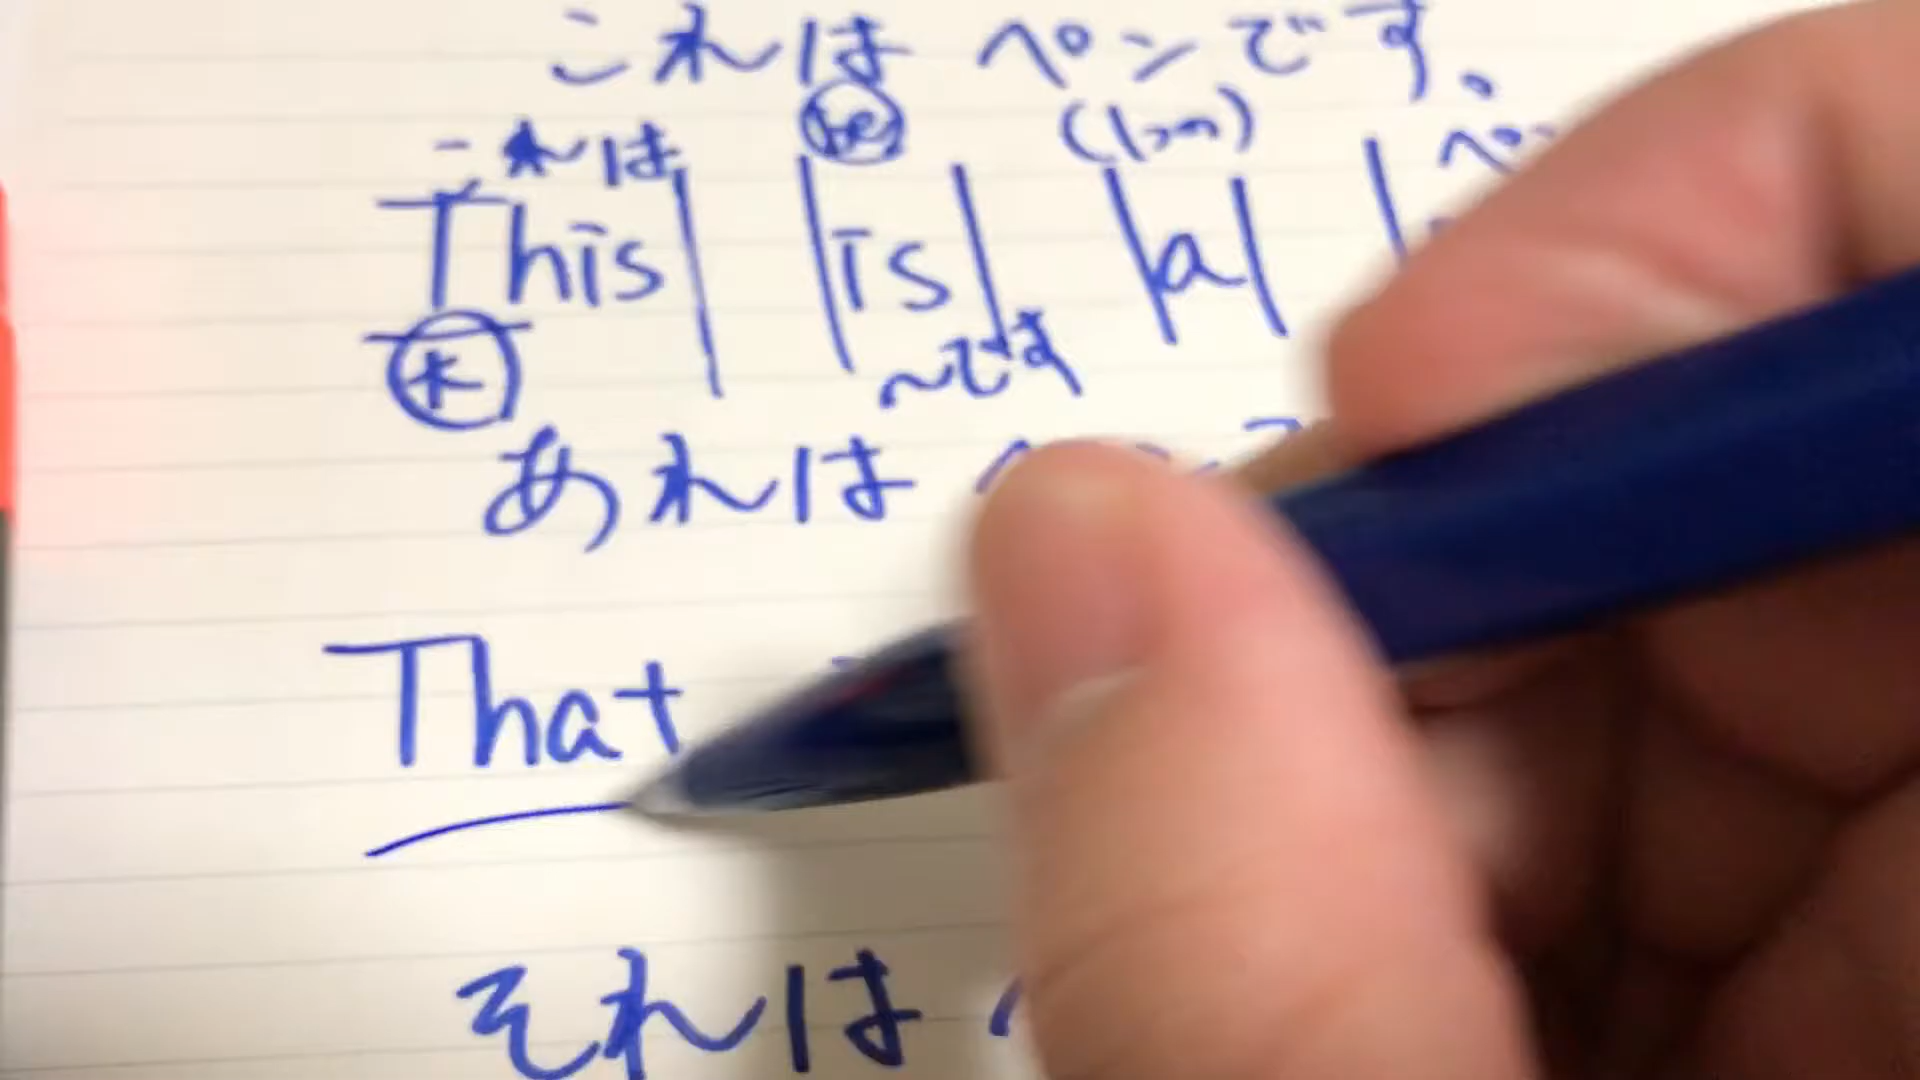 これは ペンです。
これは be (1つの) ペン
This is a
大 ~です
あれは
That
それは